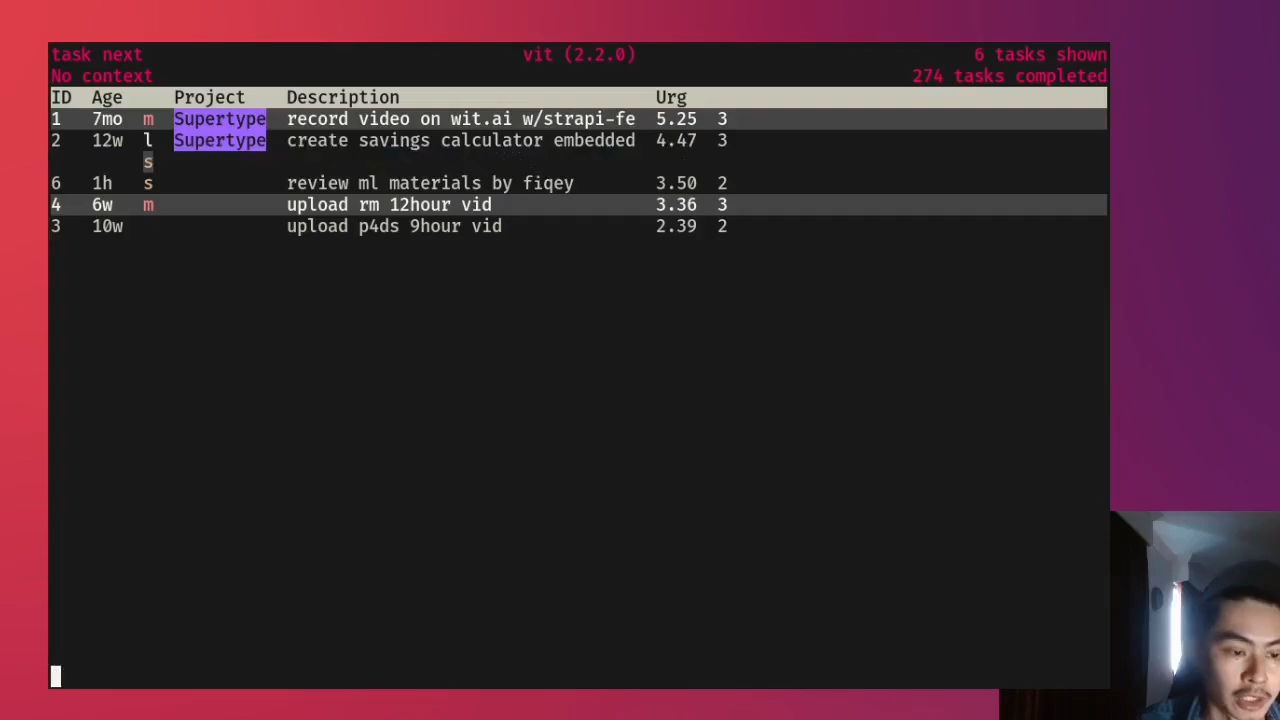 task next vit (2.2.0) 6 tasks shown
No context 274 tasks completed
ID Age Project Description Urg
1 7mo m Supertype record video on wit.ai w/strapi-fe 5.25 3
2 12w l Supertype create savings calculator embedded 4.47 3
s
6 1h s review ml materials by fiqey 3.50 2
4 6w m upload rm 12hour vid 3.36 3
3 10w upload p4ds 9hour vid 2.39 2